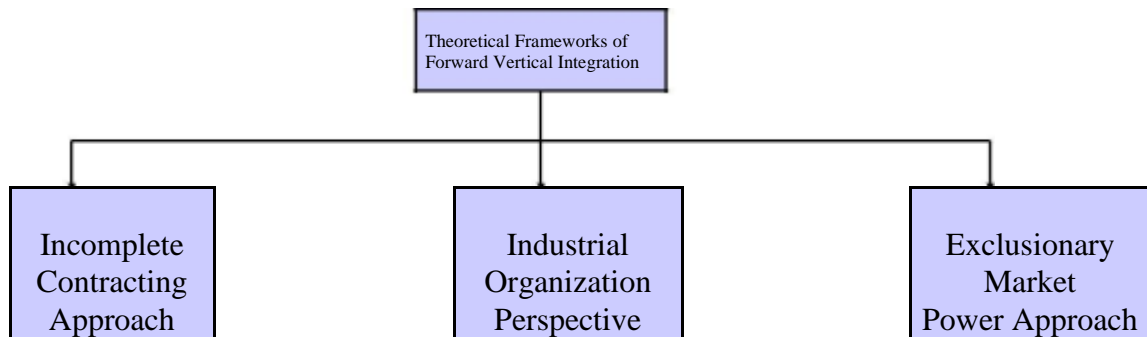 Theoretical Frameworks of
Forward Vertical Integration
Incomplete
Contracting
Approach
Industrial
Organization
Perspective
Exclusionary
Market
Power Approach